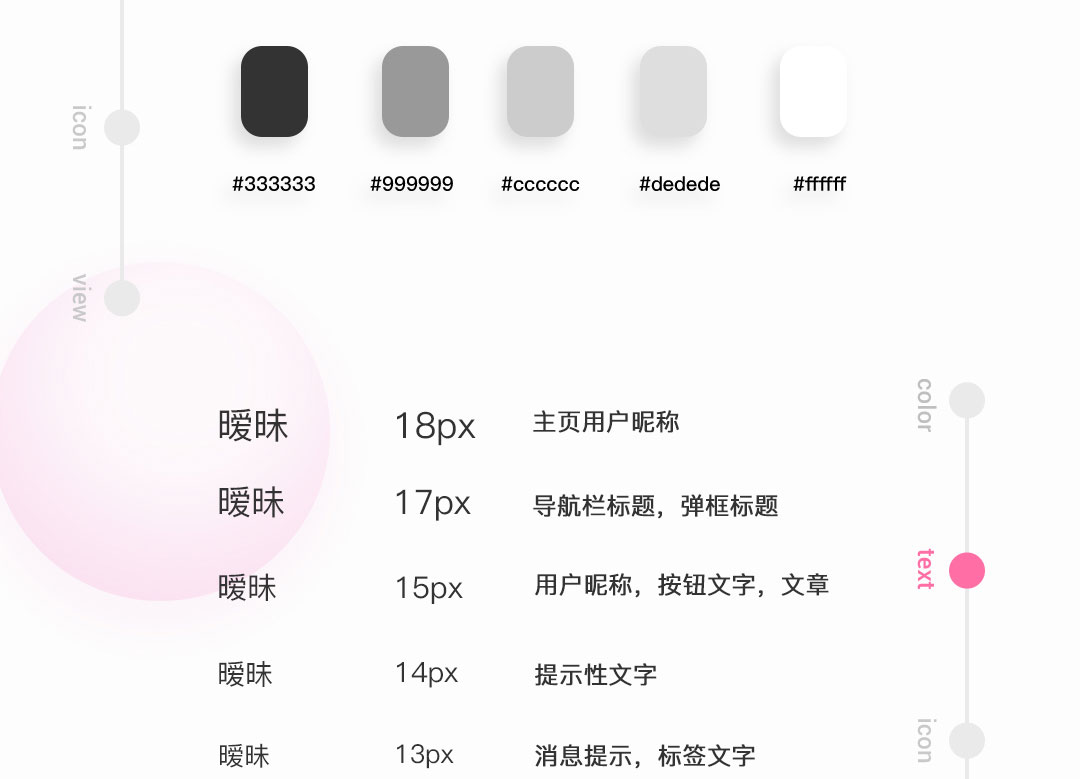 icon
#333333 #999999 #cccccc #dedede #ffffff
view
color
暧昧 18px 主页用户昵称
暧昧 17px 导航栏标题，弹框标题
text
暧昧 15px 用户昵称，按钮文字，文章
暧昧 14px 提示性文字
icon
暧昧 13px 消息提示，标签文字